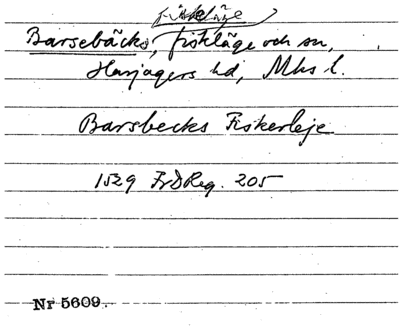 fiskeläge
Barsebäcks, fiskläge och sn,
Harjagers hd, Mhs l.
Barsbecks Fiskerleje
1529 FrDReg. 205
Nr 5609.